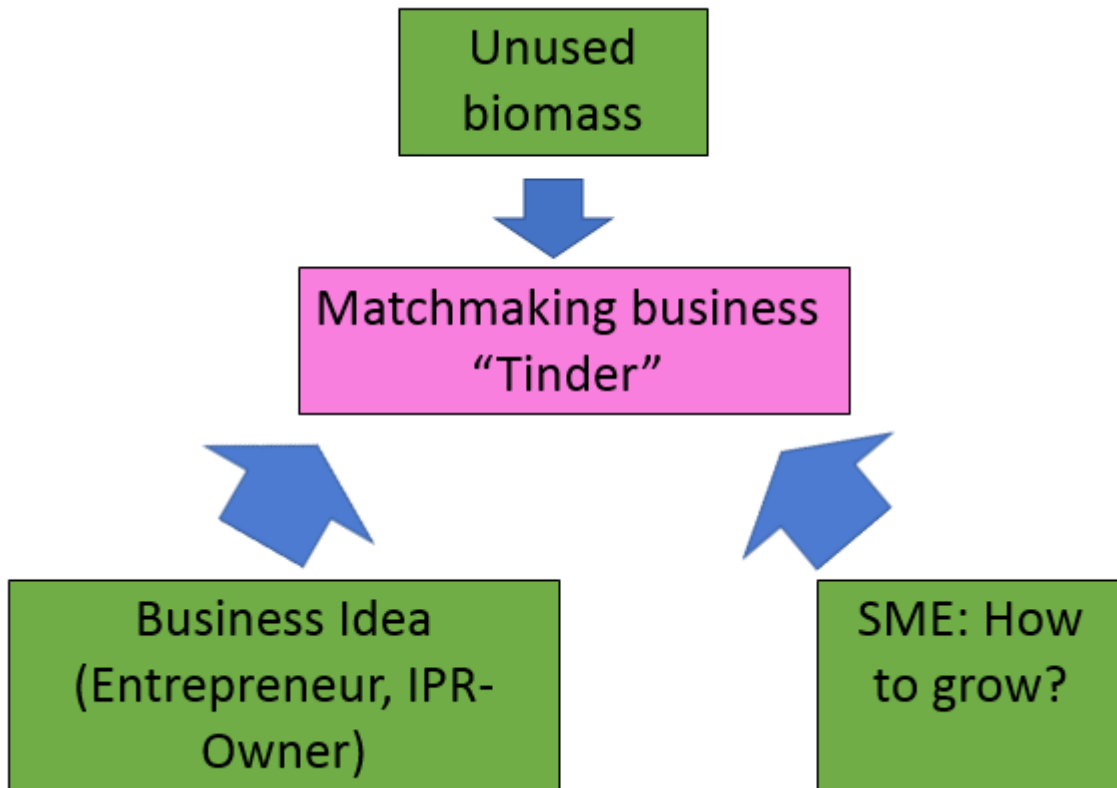 Unused
biomass
Matchmaking business
“Tinder”
Business Idea
(Entrepreneur, IPR-
Owner)
SME: How
to grow?